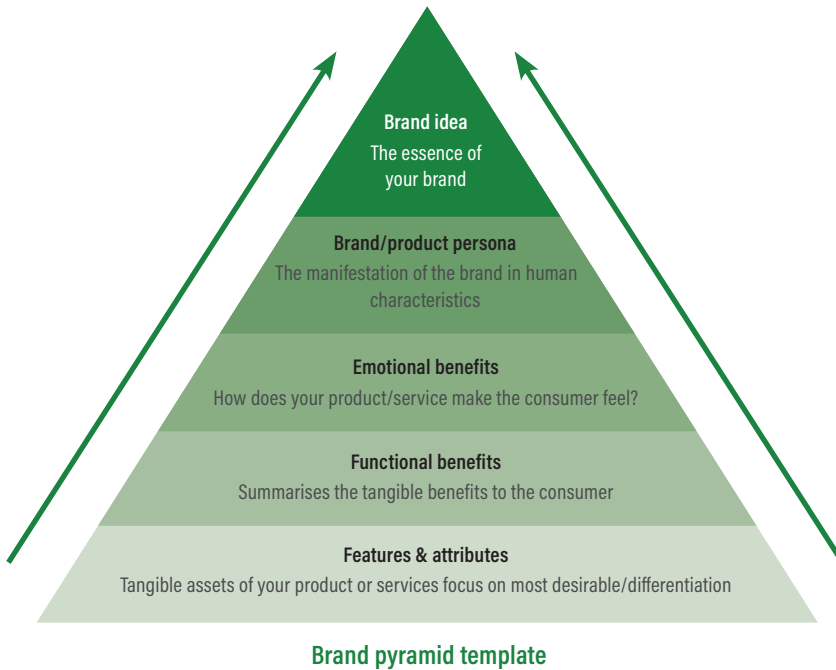 Brand idea
The essence of
your brand
Brand/product persona
The manifestation of the brand in human
characteristics
Emotional benefits
How does your product/service make the consumer feel?
Functional benefits
Summarises the tangible benefits to the consumer
Features & attributes
Tangible assets of your product or services focus on most desirable/differentiation
Brand pyramid template